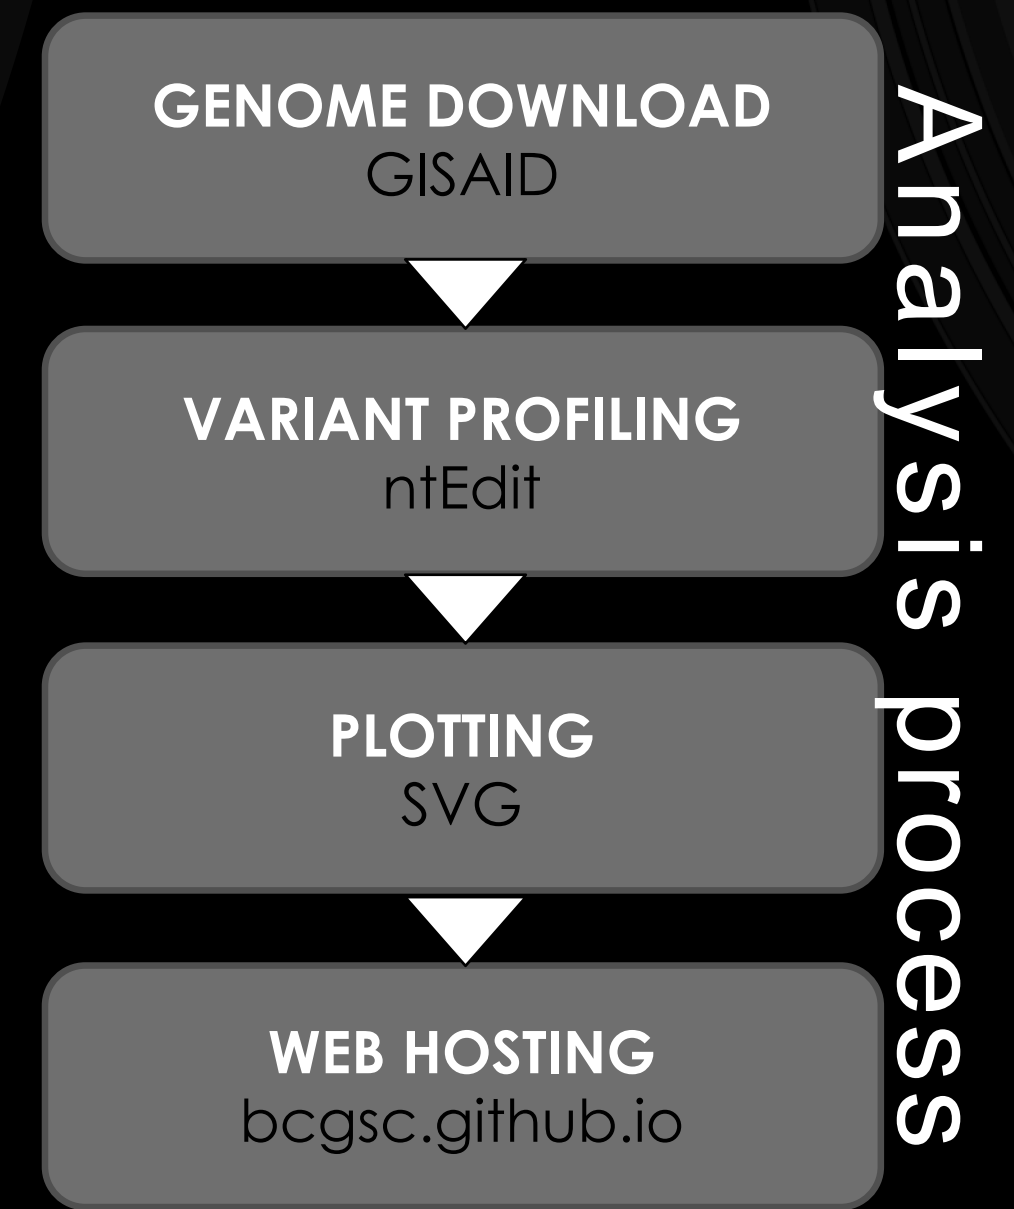 GENOME DOWNLOAD
GISAID
VARIANT PROFILING
ntEdit
PLOTTING
SVG
WEB HOSTING
bcgsc.github.io
Analysis process